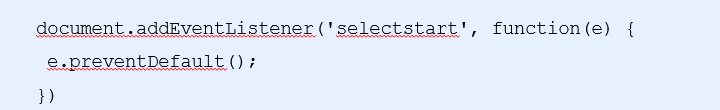 document.addEventListener('selectstart', function(e) {
e.preventDefault();
})